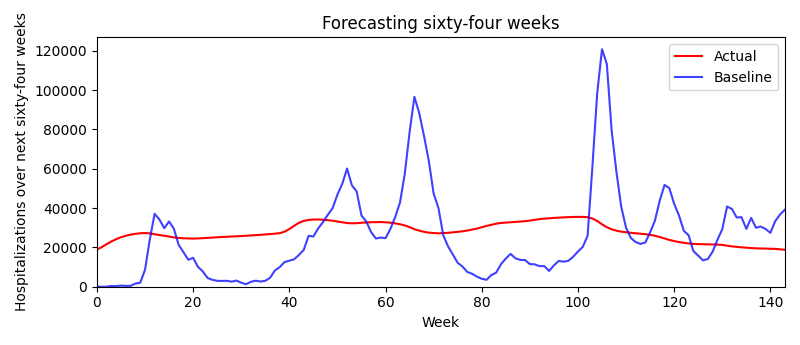 Forecasting sixty-four weeks
Hospitalizations over next sixty-four weeks
120000
100000
80000
60000
40000
20000
0
Actual
Baseline
0 20 40 60 80 100 120 140
Week